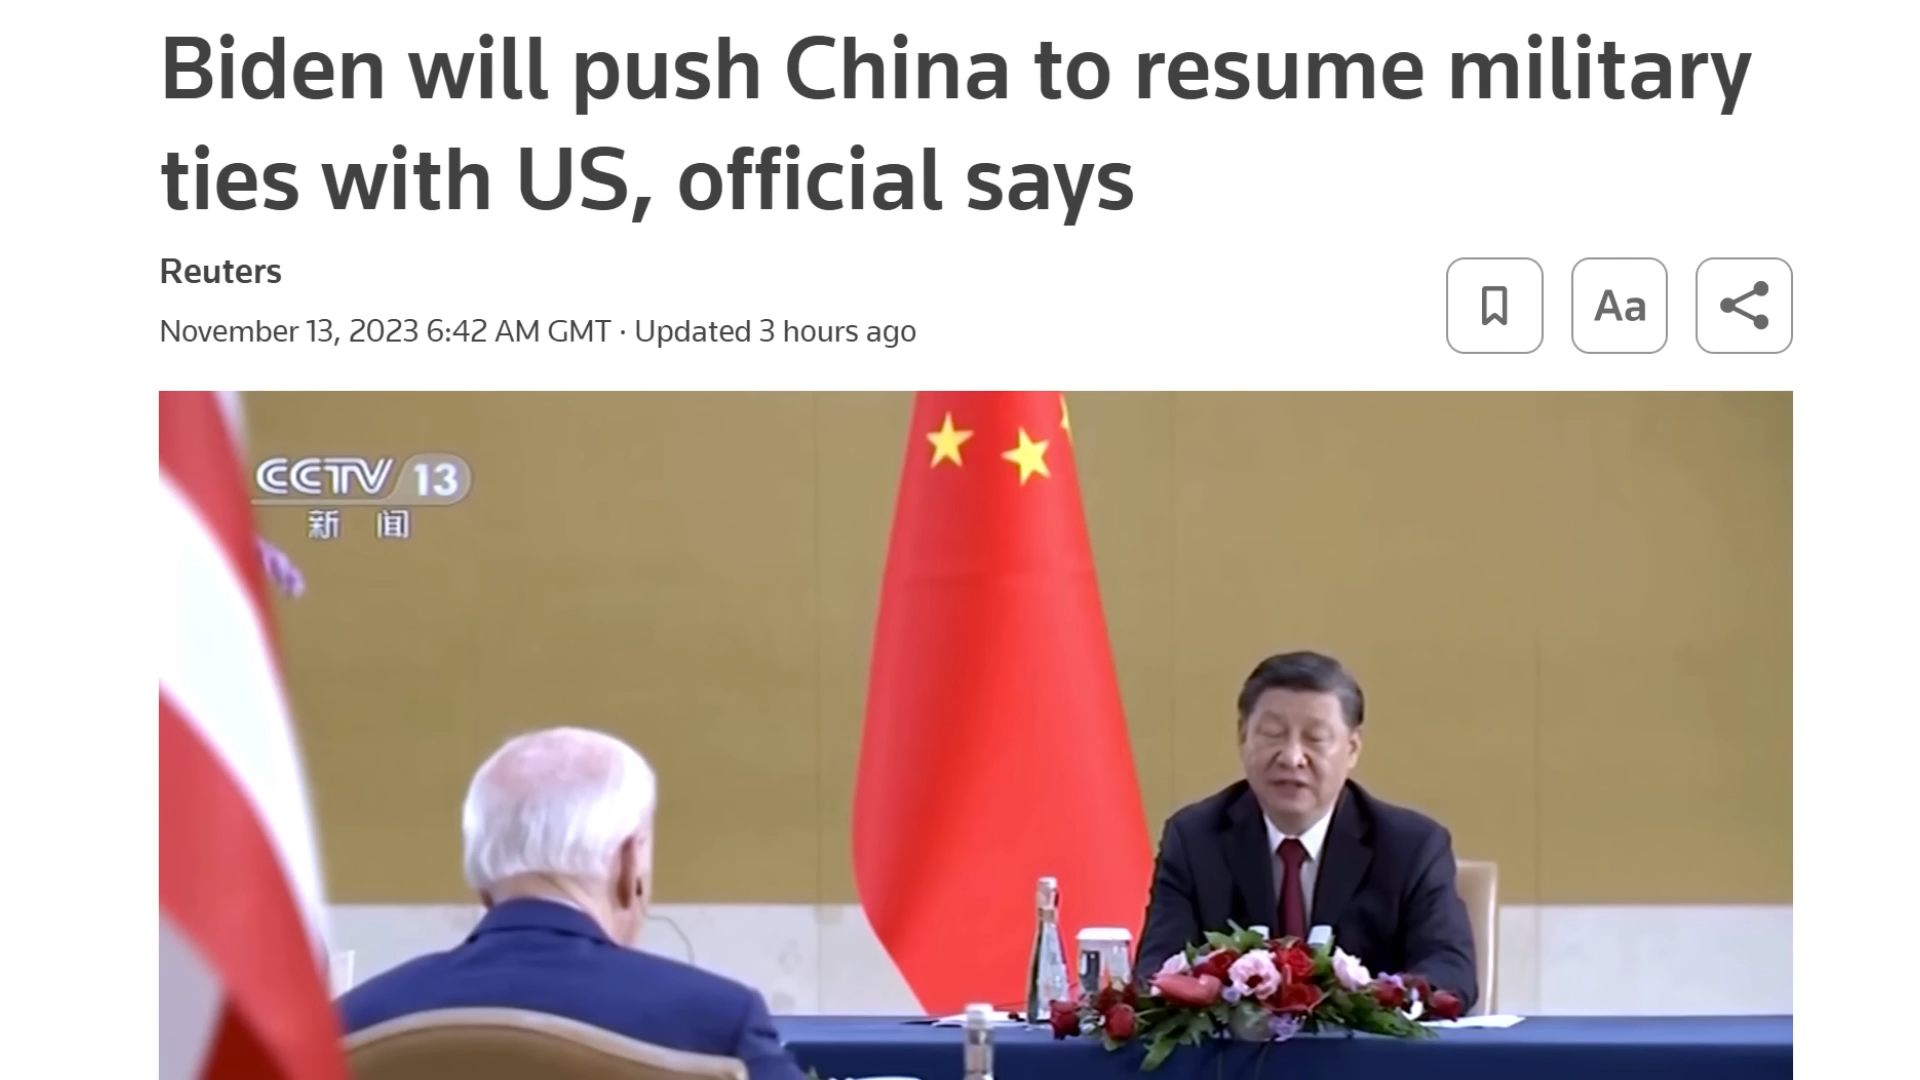 Biden will push China to resume military
ties with US, official says
Reuters
November 13, 2023 6:42 AM GMT · Updated 3 hours ago
Aa
CCTV 13
新 闻